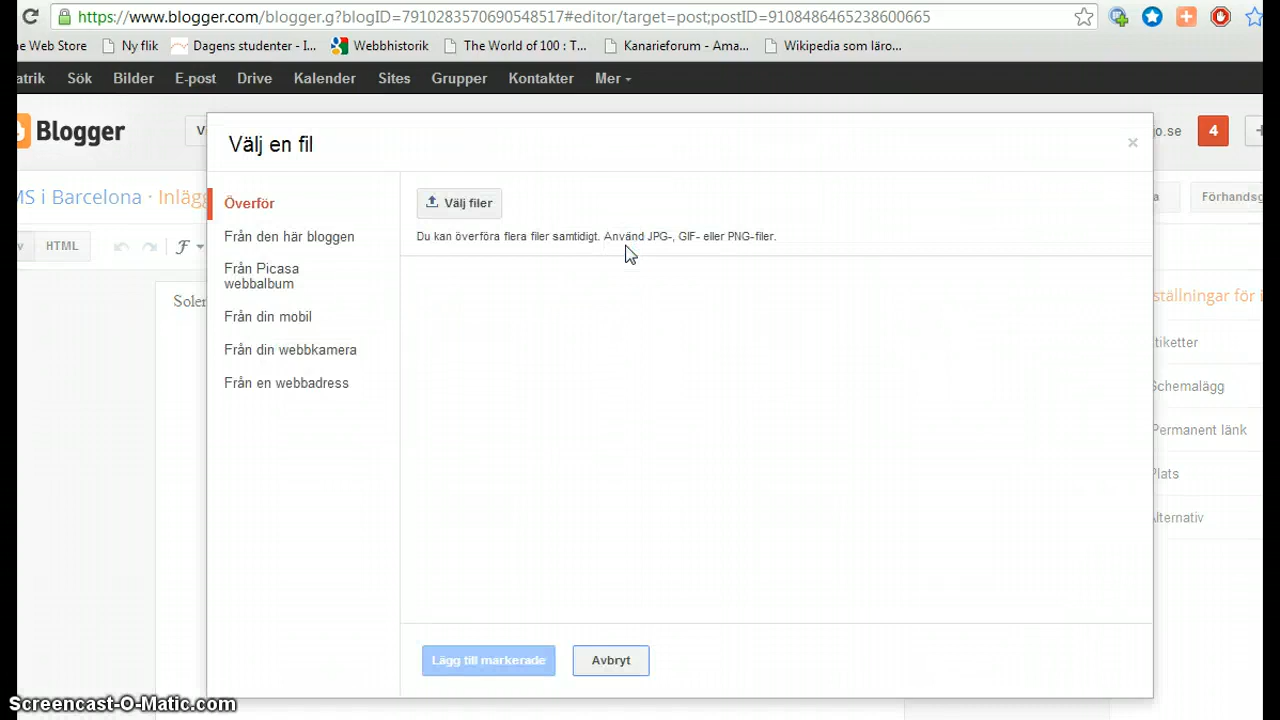 https://www.blogger.com/blogger.g?blogID=7910283570690548517#editor/target=post;postID=9108486465238600665
he Web Store Ny flik Dagens studenter - I... Webbhistorik The World of 100 : T... Kanarieforum - Ama... Wikipedia som läro...
atrik Sök Bilder E-post Drive Kalender Sites Grupper Kontakter Mer
Blogger V Välj en fil × o.se 4 +
MS i Barcelona · Inlägg
a Förhandsg
HTML
Överför
Välj filer
Från den här bloggen
Du kan överföra flera filer samtidigt. Använd JPG-, GIF- eller PNG-filer.
Från Picasa
webbalbum
Soler
ställningar för i
Från din mobil
tiketter
Från din webbkamera
Från en webbadress
Schemalägg
Permanent länk
Plats
Alternativ
Lägg till markerade Avbryt
Screencast-O-Matic.com